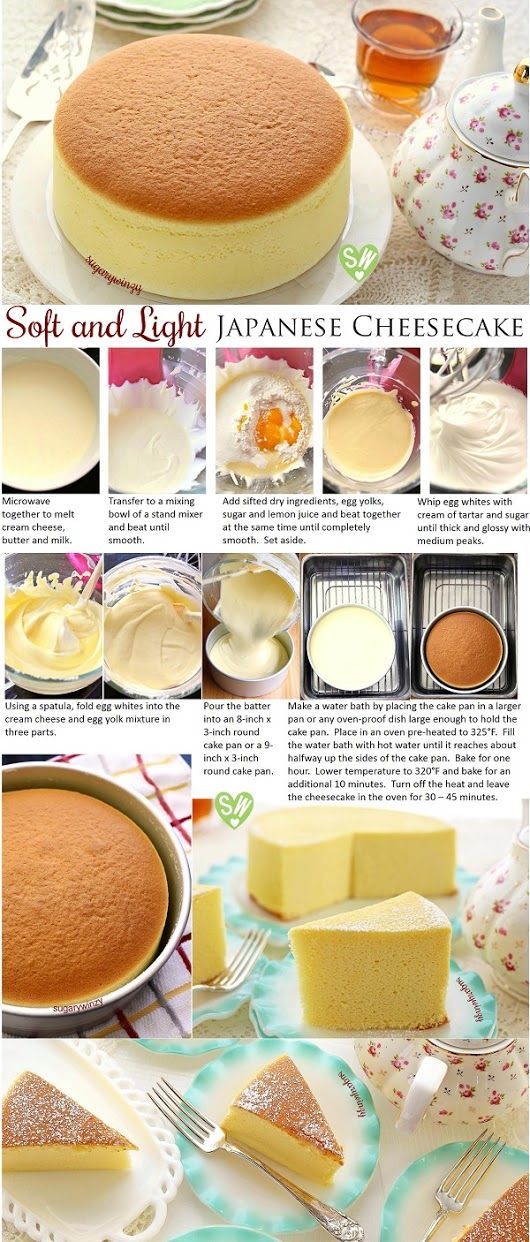 sugarywinzy
SW
Soft and Light JAPANESE CHEESECAKE
Microwave
together to melt
cream cheese,
butter and milk.
Transfer to a mixing
bowl of a stand mixer
and beat until
smooth.
Add sifted dry ingredients, egg yolks,
sugar and lemon juice and beat together
at the same time until completely
smooth.  Set aside.
Whip egg whites with
cream of tartar and sugar
until thick and glossy with
medium peaks.
Using a spatula, fold egg whites into the
cream cheese and egg yolk mixture in
three parts.
Pour the batter
into an 8-inch x
3-inch round
cake pan or a 9-
inch x 3-inch
round cake pan.
Make a water bath by placing the cake pan in a larger
pan or any oven-proof dish large enough to hold the
cake pan.  Place in an oven pre-heated to 325°F.  Fill
the water bath with hot water until it reaches about
halfway up the sides of the cake pan.  Bake for one
hour.  Lower temperature to 320°F and bake for an
additional 10 minutes.  Turn off the heat and leave
the cheesecake in the oven for 30 – 45 minutes.
SW
sugarywinzy
sugarywinzy
sugarywinzy